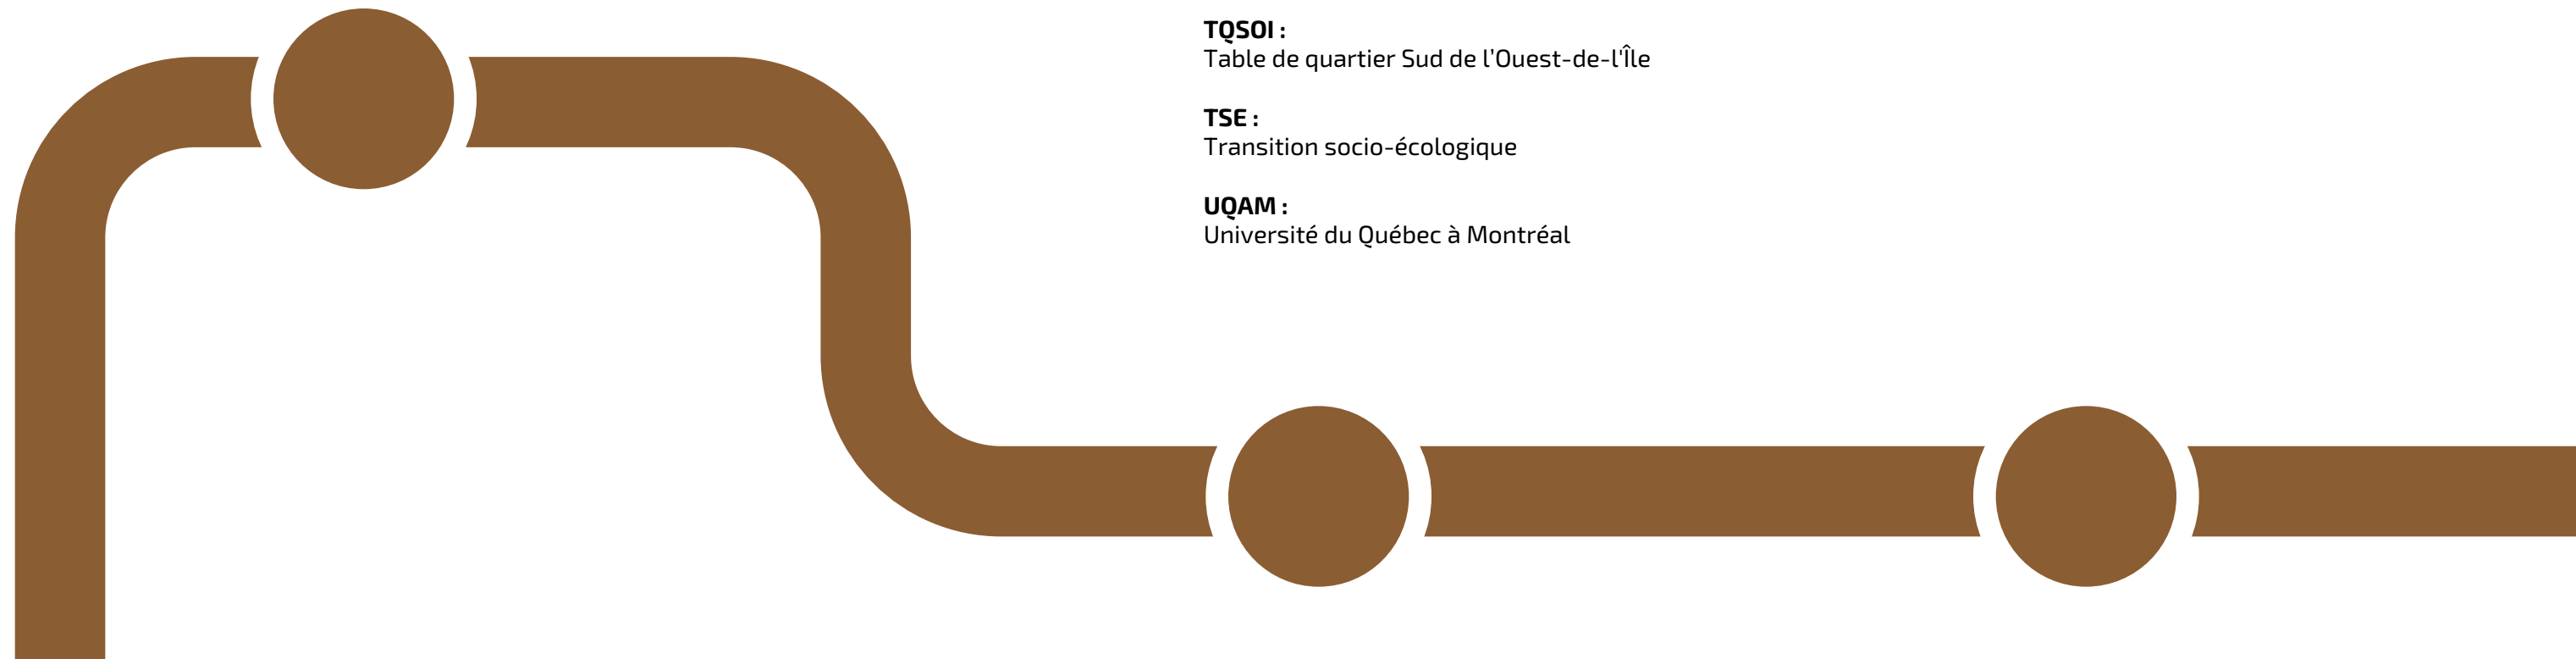 TQSOI :
Table de quartier Sud de l’Ouest-de-l'Île
TSE :
Transition socio-écologique
UQAM :
Université du Québec à Montréal